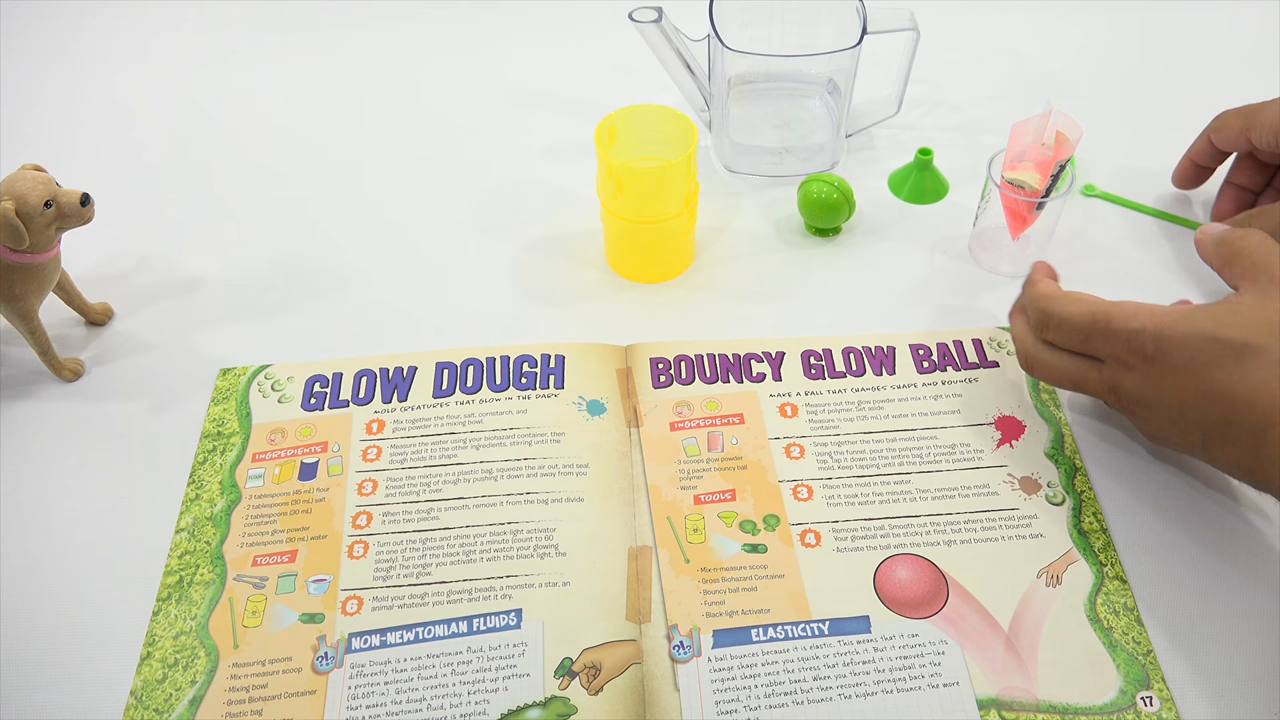 GLOW DOUGH
MOLD CREATURES THAT GLOW IN THE DARK
INGREDIENTS
• 3 tablespoons (45 mL) flour
• 2 tablespoons (30 mL) salt
• 2 tablespoons (30 mL)
cornstarch
• 2 scoops glow powder
• 2 tablespoons (30 mL) water
TOOLS
• Measuring spoons
• Mix-n-measure scoop
• Mixing bowl
• Gross Biohazard Container
• Plastic bag
1
• Mix together the flour, salt, cornstarch, and
glow powder in a mixing bowl.
2
• Measure the water using your biohazard container, then
slowly add it to the other ingredients, stirring until the
dough holds its shape.
3
• Place the mixture in a plastic bag, squeeze the air out, and seal.
Knead the bag of dough by pushing it down and away from you
and folding it over.
4
• When the dough is smooth, remove it from the bag and divide
it into two pieces.
5
• Turn out the lights and shine your black-light activator
on one of the pieces for about a minute (count to 60
slowly). Turn off the black light and watch your glowing
dough! The longer you activate it with the black light, the
longer it will glow.
6
• Mold your dough into glowing beads, a monster, a star, an
animal–whatever you want–and let it dry.
?!?
NON-NEWTONIAN FLUIDS
Glow Dough is a non-Newtonian fluid, but it acts
differently than oobleck (see page 7) because of
a protein molecule found in flour called gluten
(GLOOT-in). Gluten creates a tangled-up pattern
that makes the dough stretchy. Ketchup is
also a non-Newtonian fluid, but it acts
BOUNCY GLOW BALL
MAKE A BALL THAT CHANGES SHAPE AND BOUNCES
INGREDIENTS
• 3 scoops glow powder
• 10 g packet bouncy ball
polymer
• Water
TOOLS
• Mix-n-measure scoop
• Gross Biohazard Container
• Bouncy ball mold
• Funnel
• Black-light Activator
1
• Measure out the glow powder and mix it right in the
bag of polymer. Set aside.
• Measure ½ cup (125 mL) of water in the biohazard
container.
2
• Snap together the two ball-mold pieces.
• Using the funnel, pour the polymer in through the
top. Tap it down so the entire bag of powder is in the
mold. Keep tapping until all the powder is packed in.
3
• Place the mold in the water.
• Let it soak for five minutes. Then, remove the mold
from the water and let it sit for another five minutes.
4
• Remove the ball. Smooth out the place where the mold joined.
Your glowball will be sticky at first, but boy, does it bounce!
• Activate the ball with the black light and bounce it in the dark.
?!?
ELASTICITY
A ball bounces because it is elastic. This means that it can
change shape when you squish or stretch it. But it returns to its
original shape once the stress that deformed it is removed—like
stretching a rubber band. When you throw the glowball on the
ground, it is deformed but then recovers, springing back into
shape. That causes the bounce. The higher the bounce, the more
17